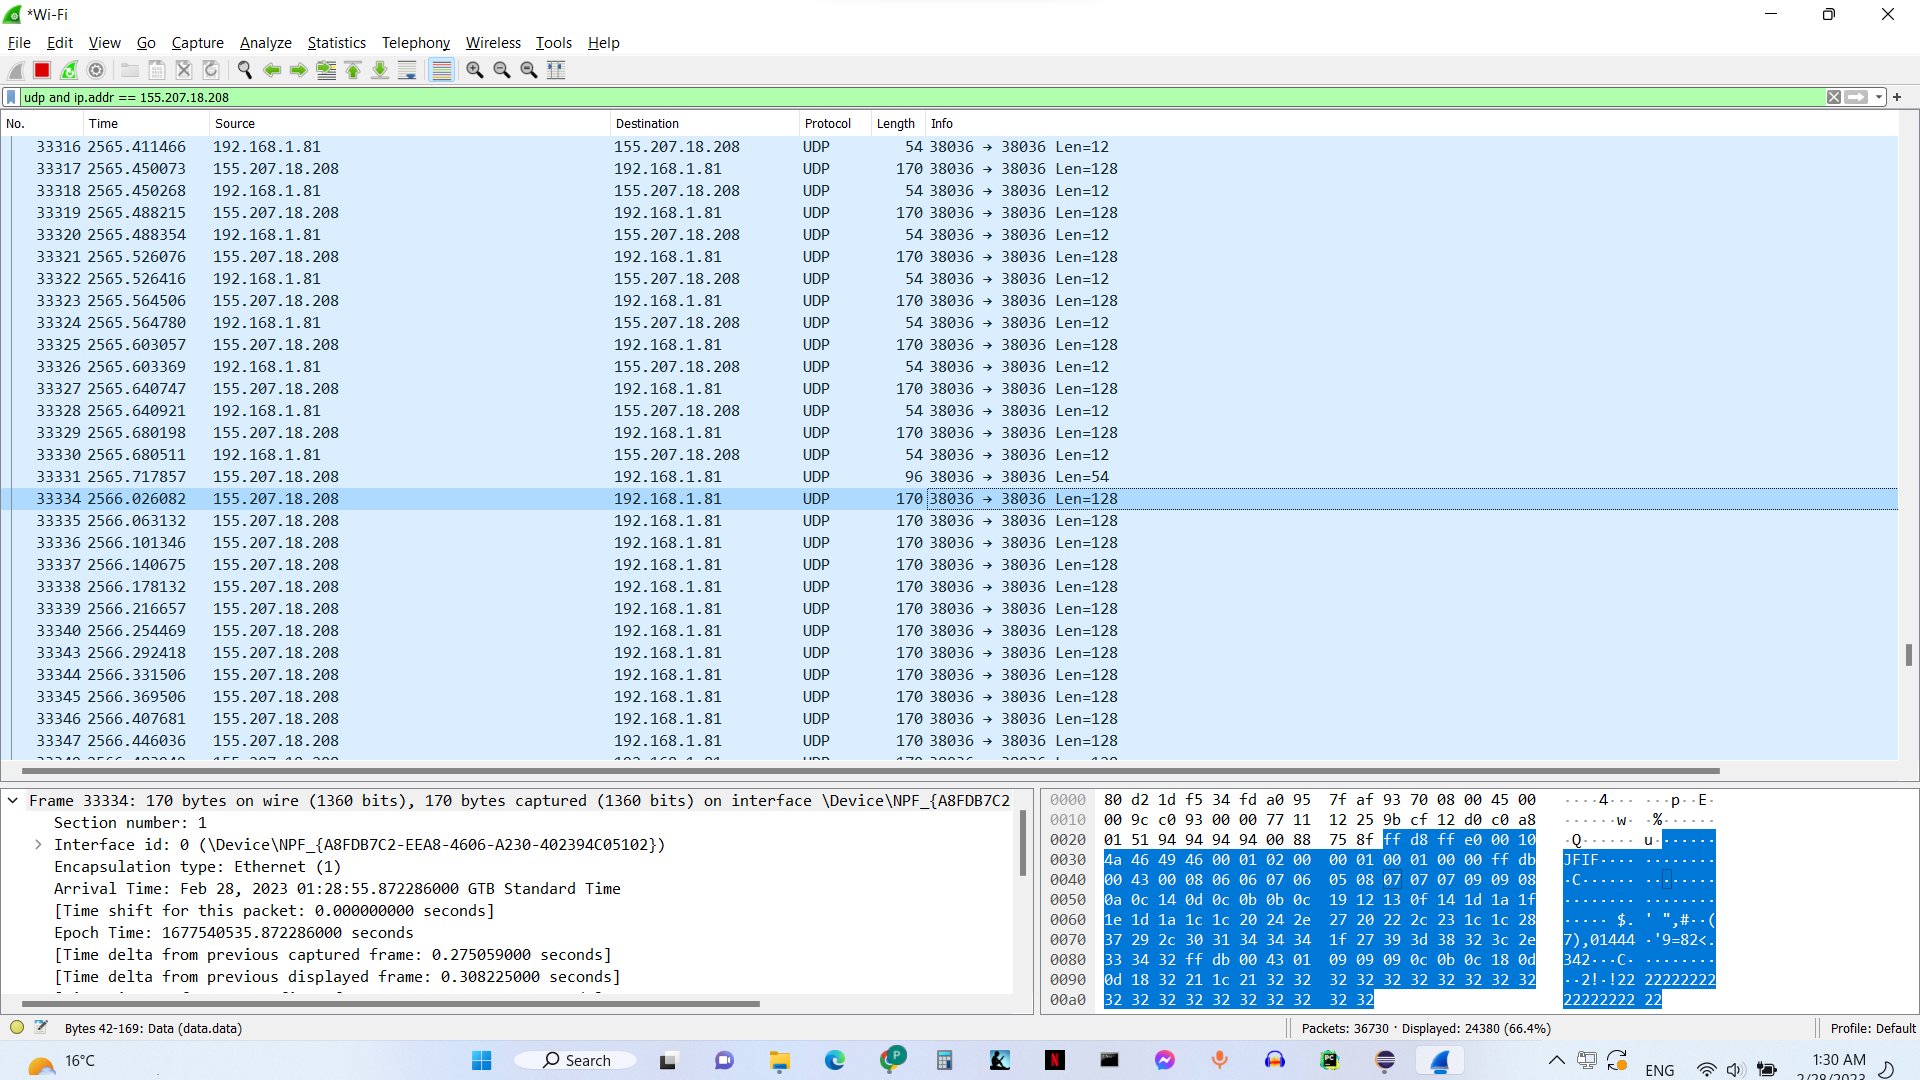 *Wi-Fi
File Edit View Go Capture Analyze Statistics Telephony Wireless Tools Help
udp and ip.addr == 155.207.18.208
No. Time Source Destination Protocol Length Info
33316 2565.411466 192.168.1.81 155.207.18.208 UDP 54 38036 → 38036 Len=12
33317 2565.450073 155.207.18.208 192.168.1.81 UDP 170 38036 → 38036 Len=128
33318 2565.450268 192.168.1.81 155.207.18.208 UDP 54 38036 → 38036 Len=12
33319 2565.488215 155.207.18.208 192.168.1.81 UDP 170 38036 → 38036 Len=128
33320 2565.488354 192.168.1.81 155.207.18.208 UDP 54 38036 → 38036 Len=12
33321 2565.526076 155.207.18.208 192.168.1.81 UDP 170 38036 → 38036 Len=128
33322 2565.526416 192.168.1.81 155.207.18.208 UDP 54 38036 → 38036 Len=12
33323 2565.564506 155.207.18.208 192.168.1.81 UDP 170 38036 → 38036 Len=128
33324 2565.564780 192.168.1.81 155.207.18.208 UDP 54 38036 → 38036 Len=12
33325 2565.603057 155.207.18.208 192.168.1.81 UDP 170 38036 → 38036 Len=128
33326 2565.603369 192.168.1.81 155.207.18.208 UDP 54 38036 → 38036 Len=12
33327 2565.640747 155.207.18.208 192.168.1.81 UDP 170 38036 → 38036 Len=128
33328 2565.640921 192.168.1.81 155.207.18.208 UDP 54 38036 → 38036 Len=12
33329 2565.680198 155.207.18.208 192.168.1.81 UDP 170 38036 → 38036 Len=128
33330 2565.680511 192.168.1.81 155.207.18.208 UDP 54 38036 → 38036 Len=12
33331 2565.717857 155.207.18.208 192.168.1.81 UDP 96 38036 → 38036 Len=54
33334 2566.026082 155.207.18.208 192.168.1.81 UDP 170 38036 → 38036 Len=128
33335 2566.063132 155.207.18.208 192.168.1.81 UDP 170 38036 → 38036 Len=128
33336 2566.101346 155.207.18.208 192.168.1.81 UDP 170 38036 → 38036 Len=128
33337 2566.140675 155.207.18.208 192.168.1.81 UDP 170 38036 → 38036 Len=128
33338 2566.178132 155.207.18.208 192.168.1.81 UDP 170 38036 → 38036 Len=128
33339 2566.216657 155.207.18.208 192.168.1.81 UDP 170 38036 → 38036 Len=128
33340 2566.254469 155.207.18.208 192.168.1.81 UDP 170 38036 → 38036 Len=128
33343 2566.292418 155.207.18.208 192.168.1.81 UDP 170 38036 → 38036 Len=128
33344 2566.331506 155.207.18.208 192.168.1.81 UDP 170 38036 → 38036 Len=128
33345 2566.369506 155.207.18.208 192.168.1.81 UDP 170 38036 → 38036 Len=128
33346 2566.407681 155.207.18.208 192.168.1.81 UDP 170 38036 → 38036 Len=128
33347 2566.446036 155.207.18.208 192.168.1.81 UDP 170 38036 → 38036 Len=128
Frame 33334: 170 bytes on wire (1360 bits), 170 bytes captured (1360 bits) on interface \Device\NPF_{A8FDB7C2
Section number: 1
Interface id: 0 (\Device\NPF_{A8FDB7C2-EEA8-4606-A230-402394C05102})
Encapsulation type: Ethernet (1)
Arrival Time: Feb 28, 2023 01:28:55.872286000 GTB Standard Time
[Time shift for this packet: 0.000000000 seconds]
Epoch Time: 1677540535.872286000 seconds
[Time delta from previous captured frame: 0.275059000 seconds]
[Time delta from previous displayed frame: 0.308225000 seconds]
0000 80 d2 1d f5 34 fd a0 95 7f af 93 70 08 00 45 00 ····4··· ···p··E·
0010 00 9c c0 93 00 00 77 11 12 25 9b cf 12 d0 c0 a8 ······w· ·%······
0020 01 51 94 94 94 94 00 88 75 8f ff d8 ff e0 00 10 ·Q······ u·······
0030 4a 46 49 46 00 01 02 00 00 01 00 01 00 00 ff db JFIF···· ········
0040 00 43 00 08 06 06 07 06 05 08 07 07 07 09 09 08 ·C······ ········
0050 0a 0c 14 0d 0c 0b 0b 0c 19 12 13 0f 14 1d 1a 1f ········ ········
0060 1e 1d 1a 1c 1c 20 24 2e 27 20 22 2c 23 1c 1c 28 ····· $. ' ",#··(
0070 37 29 2c 30 31 34 34 34 1f 27 39 3d 38 32 3c 2e 7),01444 ·'9=82<.
0080 33 34 32 ff db 00 43 01 09 09 09 0c 0b 0c 18 0d 342···C· ········
0090 0d 18 32 21 1c 21 32 32 32 32 32 32 32 32 32 32 ··2!·!22 22222222
00a0 32 32 32 32 32 32 32 32 32 32 22222222 22
Bytes 42-169: Data (data.data)
Packets: 36730 · Displayed: 24380 (66.4%)
Profile: Default
16°C
Search
ENG
1:30 AM
2/28/2023